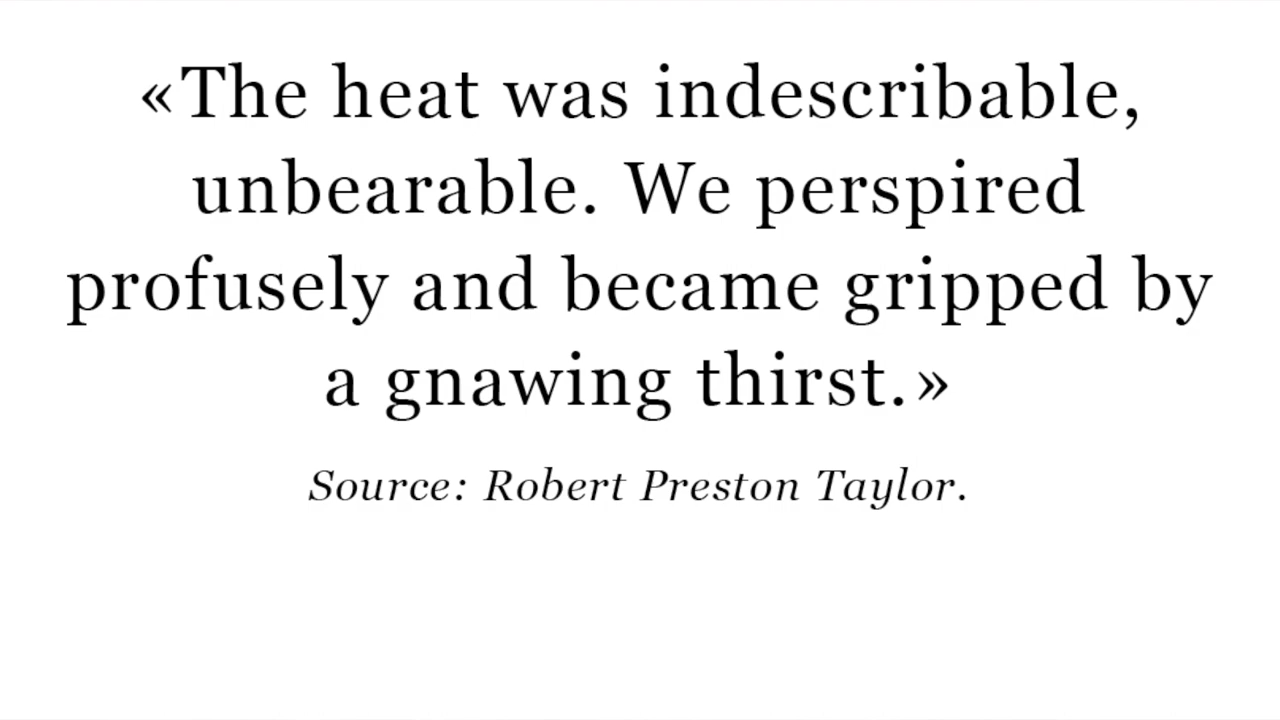 «The heat was indescribable,
unbearable. We perspired
profusely and became gripped by
a gnawing thirst.»
Source: Robert Preston Taylor.